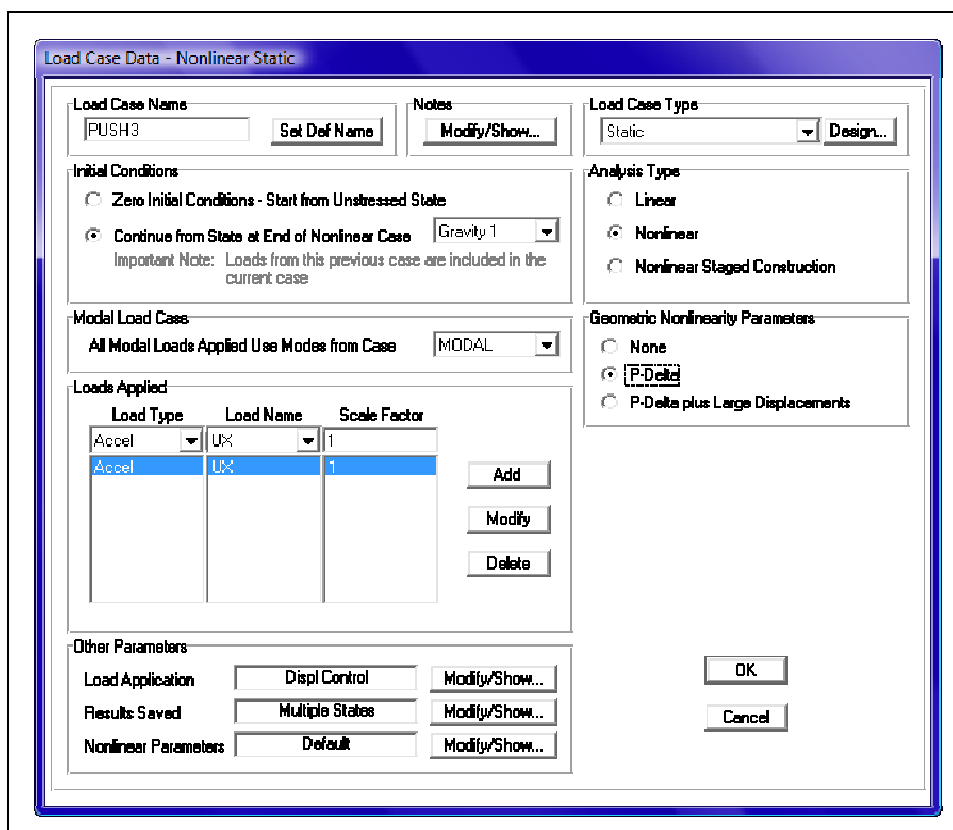 Load Case Data - Nonlinear Static
Load Case Name
PUSH3
Set Def Name
Notes
Modify/Show...
Load Case Type
Static
Design...
Initial Conditions
Zero Initial Conditions - Start from Unstressed State
Continue from State at End of Nonlinear Case
Gravity 1
Important Note: Loads from this previous case are included in the
current case
Analysis Type
Linear
Nonlinear
Nonlinear Staged Construction
Modal Load Case
All Modal Loads Applied Use Modes from Case
MODAL
Geometric Nonlinearity Parameters
None
P-Delta
P-Delta plus Large Displacements
Loads Applied
Load Type Load Name Scale Factor
Accel UX 1
Accel UX 1
Add
Modify
Delete
Other Parameters
Load Application Displ Control Modify/Show...
Results Saved Multiple States Modify/Show...
Nonlinear Parameters Default Modify/Show...
OK
Cancel